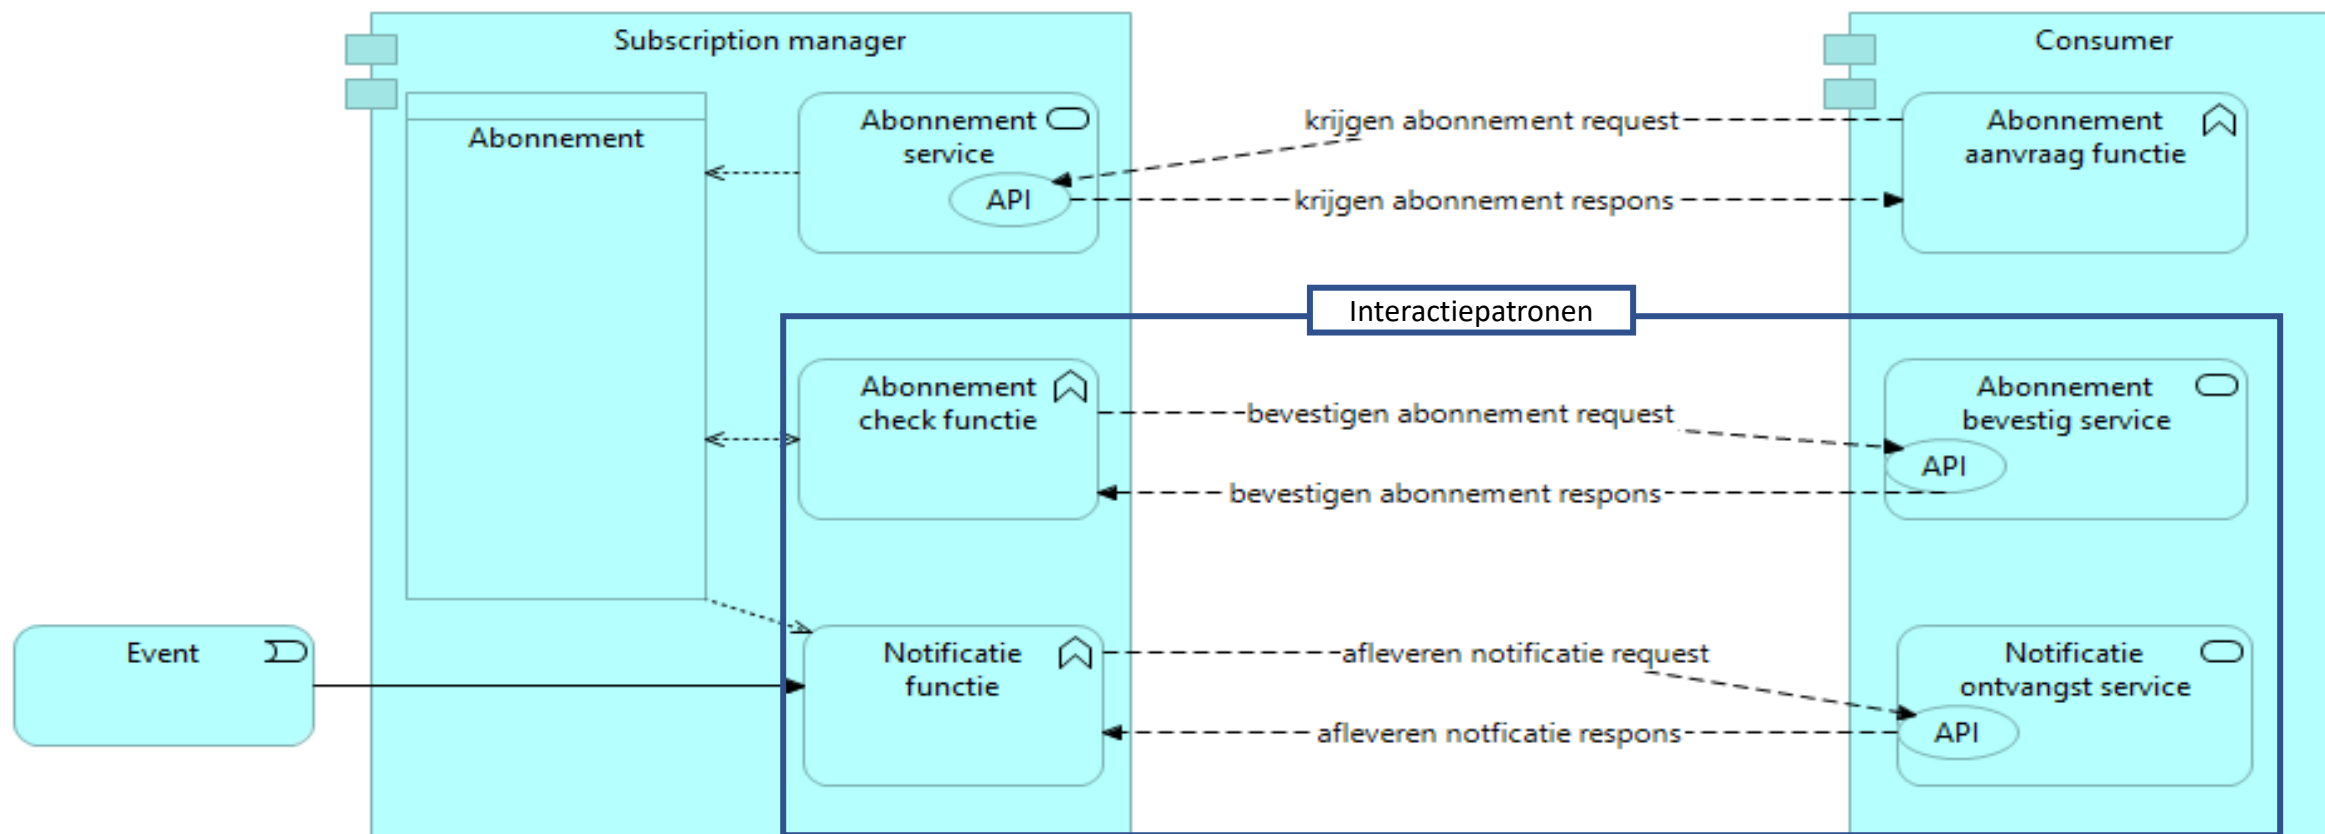 Subscription manager
Consumer
Abonnement
Abonnement
service
API
krijgen abonnement request
krijgen abonnement respons
Abonnement
aanvraag functie
Interactiepatronen
Abonnement
check functie
bevestigen abonnement request
bevestigen abonnement respons
Abonnement
bevestig service
API
Event
Notificatie
functie
afleveren notificatie request
afleveren notficatie respons
Notificatie
ontvangst service
API